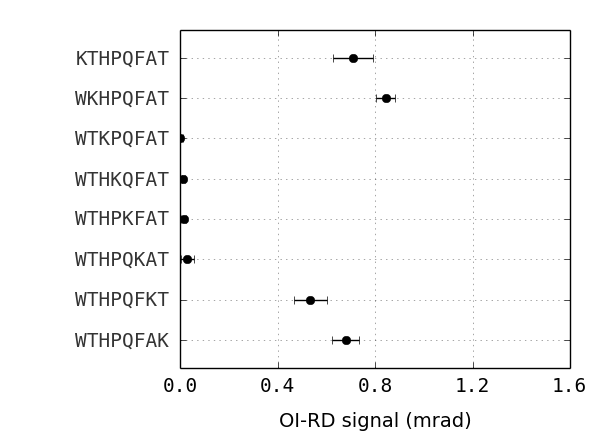 KTHPQFAT
WKHPQFAT
WTKPQFAT
WTHKQFAT
WTHPKFAT
WTHPQKAT
WTHPQFKT
WTHPQFAK
0.0 0.4 0.8 1.2 1.6
OI-RD signal (mrad)